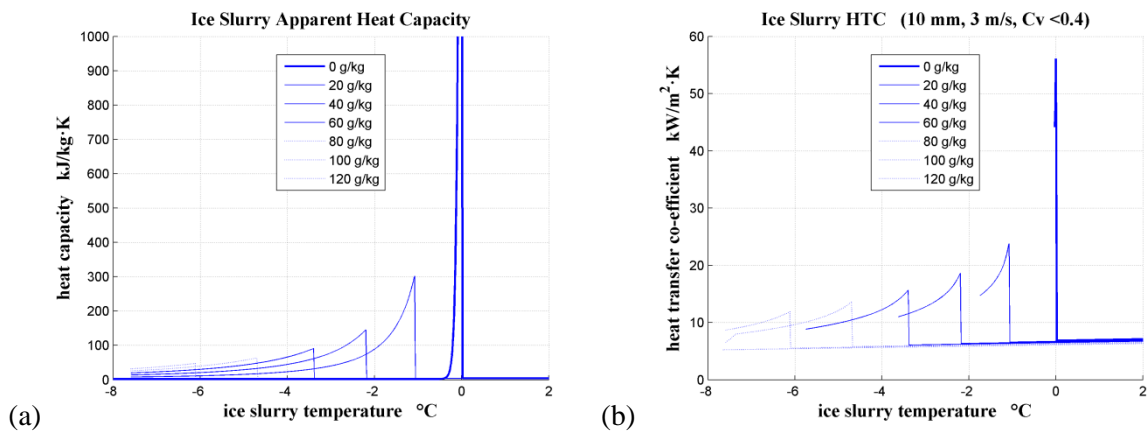 Ice Slurry Apparent Heat Capacity
1000
900
800
700
600
500
400
300
200
100
0
heat capacity kJ/kg·K
0 g/kg
20 g/kg
40 g/kg
60 g/kg
80 g/kg
100 g/kg
120 g/kg
-8 -6 -4 -2 0 2
ice slurry temperature °C
(a)
Ice Slurry HTC (10 mm, 3 m/s, Cv <0.4)
60
50
40
30
20
10
0
heat transfer co-efficient kW/m²·K
0 g/kg
20 g/kg
40 g/kg
60 g/kg
80 g/kg
100 g/kg
120 g/kg
-8 -6 -4 -2 0 2
ice slurry temperature °C
(b)